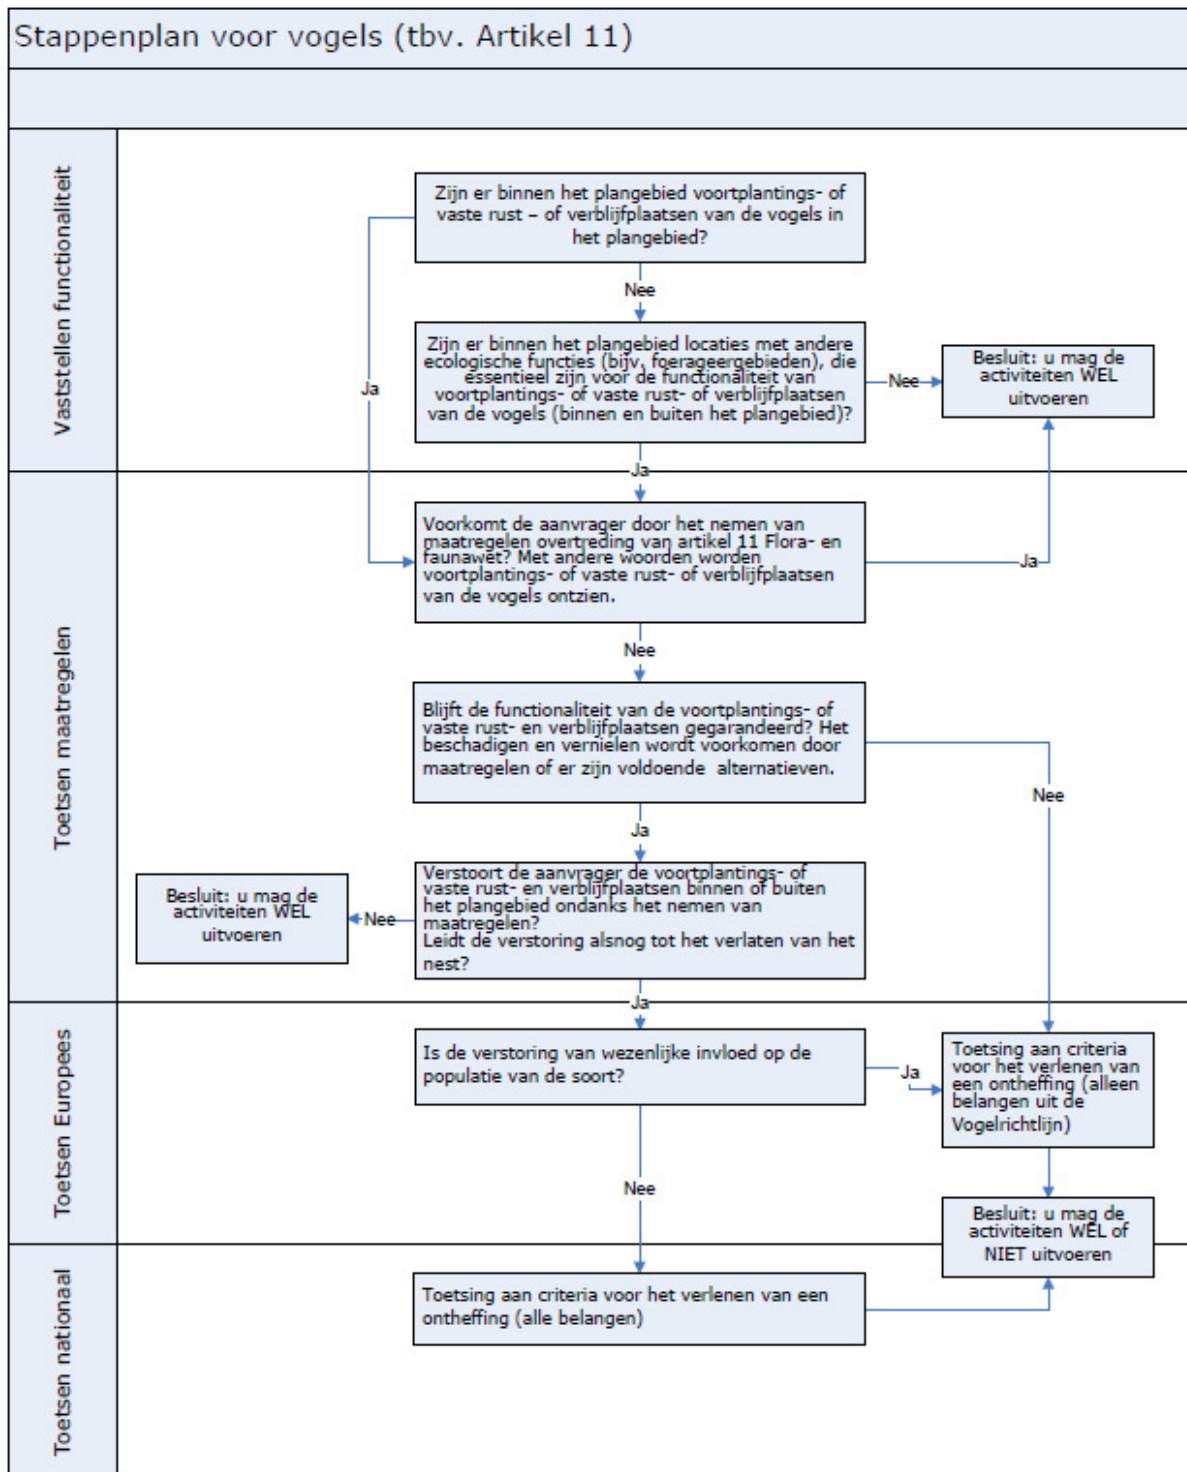 Stappenplan voor vogels (tbv. Artikel 11)
Vaststellen functionaliteit
Zijn er binnen het plangebied voortplantings- of
vaste rust – of verblijfplaatsen van de vogels in
het plangebied?
Nee
Ja
Zijn er binnen het plangebied locaties met andere
ecologische functies (bijv. foerageergebieden), die
essentieel zijn voor de functionaliteit van
voortplantings- of vaste rust- of verblijfplaatsen
van de vogels (binnen en buiten het plangebied)?
Nee
Besluit: u mag de
activiteiten WEL
uitvoeren
Ja
Toetsen maatregelen
Voorkomt de aanvrager door het nemen van
maatregelen overtreding van artikel 11 Flora- en
faunawet? Met andere woorden worden
voortplantings- of vaste rust- of verblijfplaatsen
van de vogels ontzien.
Ja
Nee
Blijft de functionaliteit van de voortplantings- of
vaste rust- en verblijfplaatsen gegarandeerd? Het
beschadigen en vernielen wordt voorkomen door
maatregelen of er zijn voldoende alternatieven.
Nee
Ja
Verstoort de aanvrager de voortplantings- of
vaste rust- en verblijfplaatsen binnen of buiten
het plangebied ondanks het nemen van
maatregelen?
Leidt de verstoring alsnog tot het verlaten van het
nest?
Nee
Besluit: u mag de
activiteiten WEL
uitvoeren
Ja
Toetsen Europees
Is de verstoring van wezenlijke invloed op de
populatie van de soort?
Ja
Toetsing aan criteria
voor het verlenen van
een ontheffing (alleen
belangen uit de
Vogelrichtlijn)
Nee
Besluit: u mag de
activiteiten WEL of
NIET uitvoeren
Toetsen nationaal
Toetsing aan criteria voor het verlenen van een
ontheffing (alle belangen)